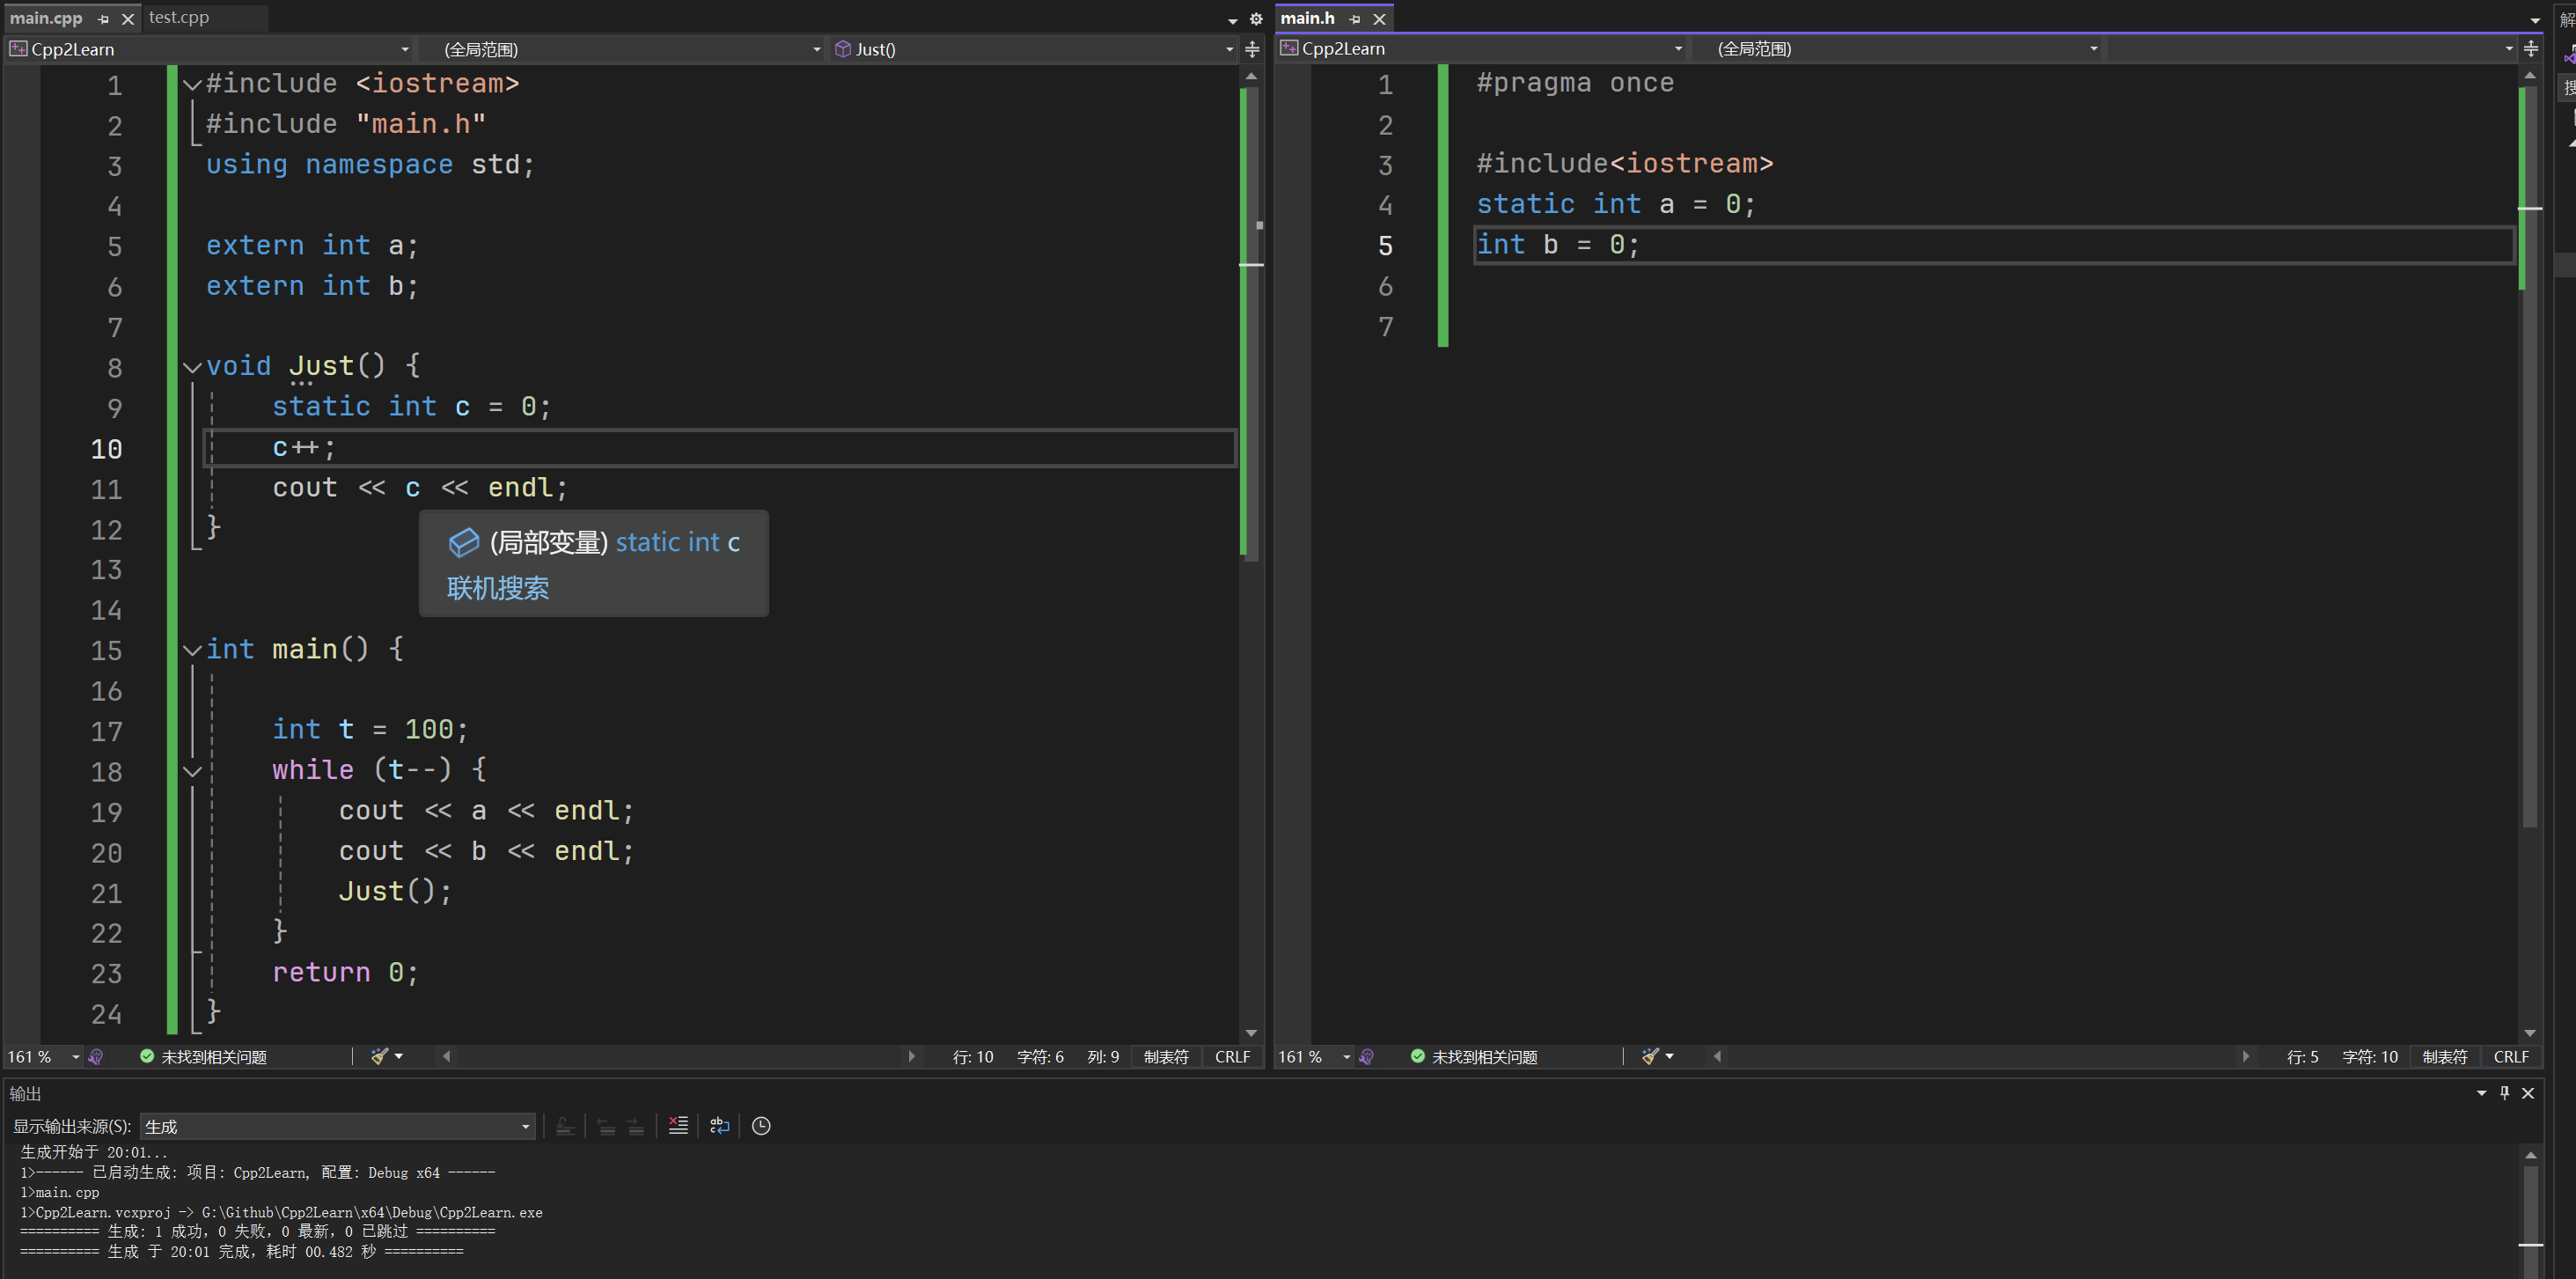 main.cpp
test.cpp
Cpp2Learn
(全局范围)
Just()
1 #include <iostream>
2 #include "main.h"
3 using namespace std;
4
5 extern int a;
6 extern int b;
7
8 void Just() {
9 static int c = 0;
10 c++;
11 cout << c << endl;
12 }
(局部变量) static int c
联机搜索
13
14
15 int main() {
16
17 int t = 100;
18 while (t--) {
19 cout << a << endl;
20 cout << b << endl;
21 Just();
22 }
23 return 0;
24 }
161 %
未找到相关问题
行: 10
字符: 6
列: 9
制表符
CRLF
main.h
Cpp2Learn
(全局范围)
1 #pragma once
2
3 #include<iostream>
4 static int a = 0;
5 int b = 0;
6
7
161 %
未找到相关问题
行: 5
字符: 10
制表符
CRLF
解
搜
输出
显示输出来源(S): 生成
生成开始于 20:01...
1>------ 已启动生成: 项目: Cpp2Learn, 配置: Debug x64 ------
1>main.cpp
1>Cpp2Learn.vcxproj -> G:\Github\Cpp2Learn\x64\Debug\Cpp2Learn.exe
========== 生成: 1 成功，0 失败，0 最新，0 已跳过 ==========
========== 生成 于 20:01 完成，耗时 00.482 秒 ==========